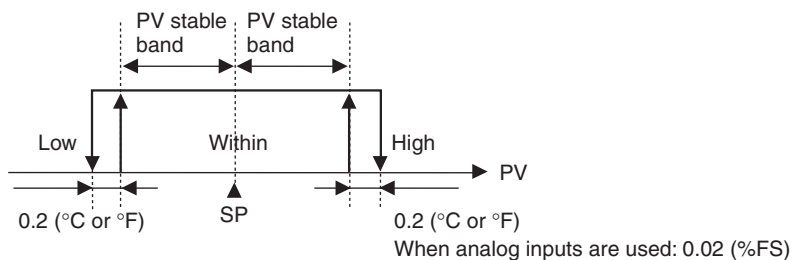 PV stable
band
PV stable
band
Low
Within
High
PV
0.2 (°C or °F)
SP
0.2 (°C or °F)
When analog inputs are used: 0.02 (%FS)